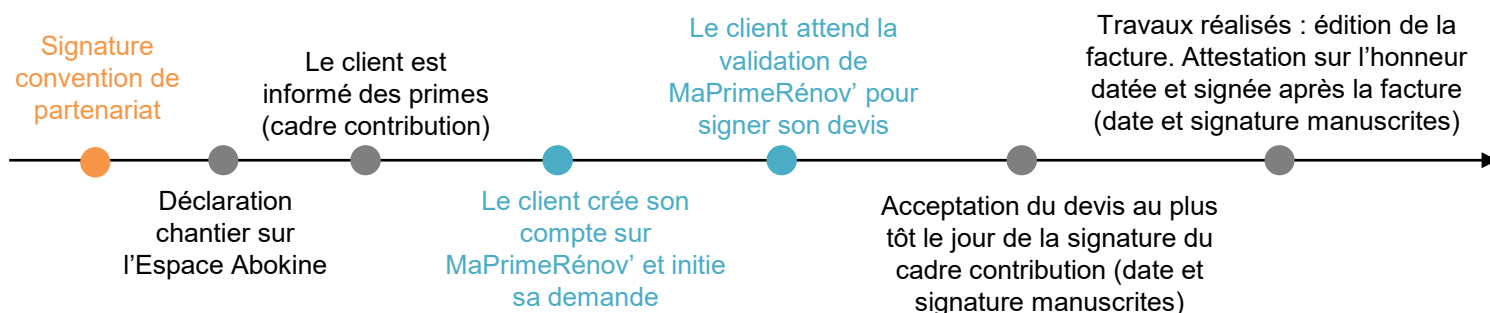 Signature
convention de
partenariat
Déclaration
chantier sur
l’Espace Abokine
Le client est
informé des primes
(cadre contribution)
Le client crée son
compte sur
MaPrimeRénov’ et initie
sa demande
Le client attend la
validation de
MaPrimeRénov’ pour
signer son devis
Acceptation du devis au plus
tôt le jour de la signature du
cadre contribution (date et
signature manuscrites)
Travaux réalisés : édition de la
facture. Attestation sur l’honneur
datée et signée après la facture
(date et signature manuscrites)